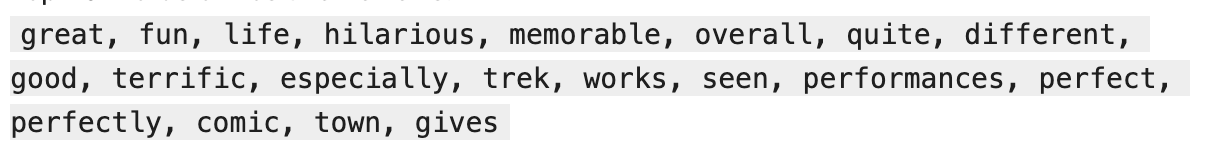 great, fun, life, hilarious, memorable, overall, quite, different,
good, terrific, especially, trek, works, seen, performances, perfect,
perfectly, comic, town, gives